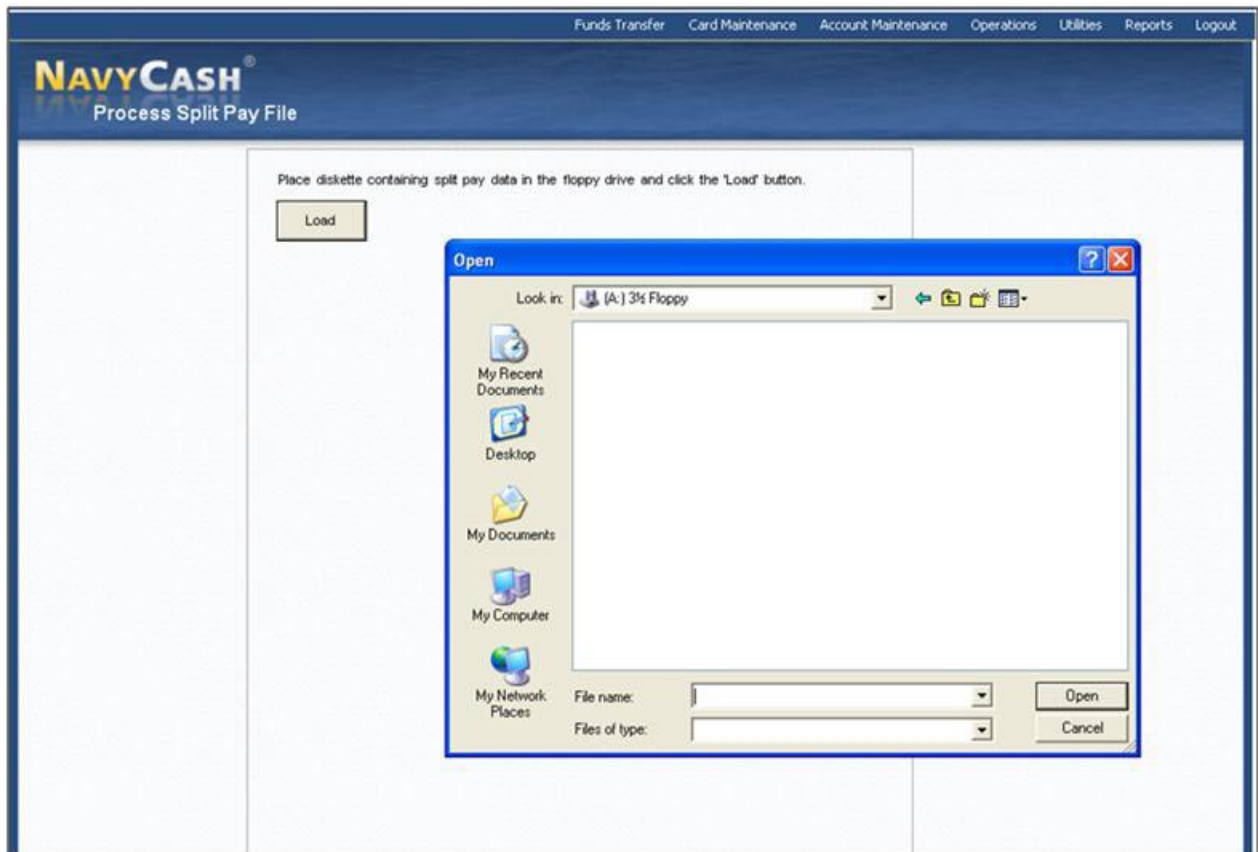 Funds Transfer Card Maintenance Account Maintenance Operations Utilities Reports Logout
NAVYCASH®
Process Split Pay File
Place diskette containing split pay data in the floppy drive and click the 'Load' button.
Load
Open
Look in: (A:) 3½ Floppy
My Recent
Documents
Desktop
My Documents
My Computer
My Network
Places
File name:
Open
Files of type:
Cancel